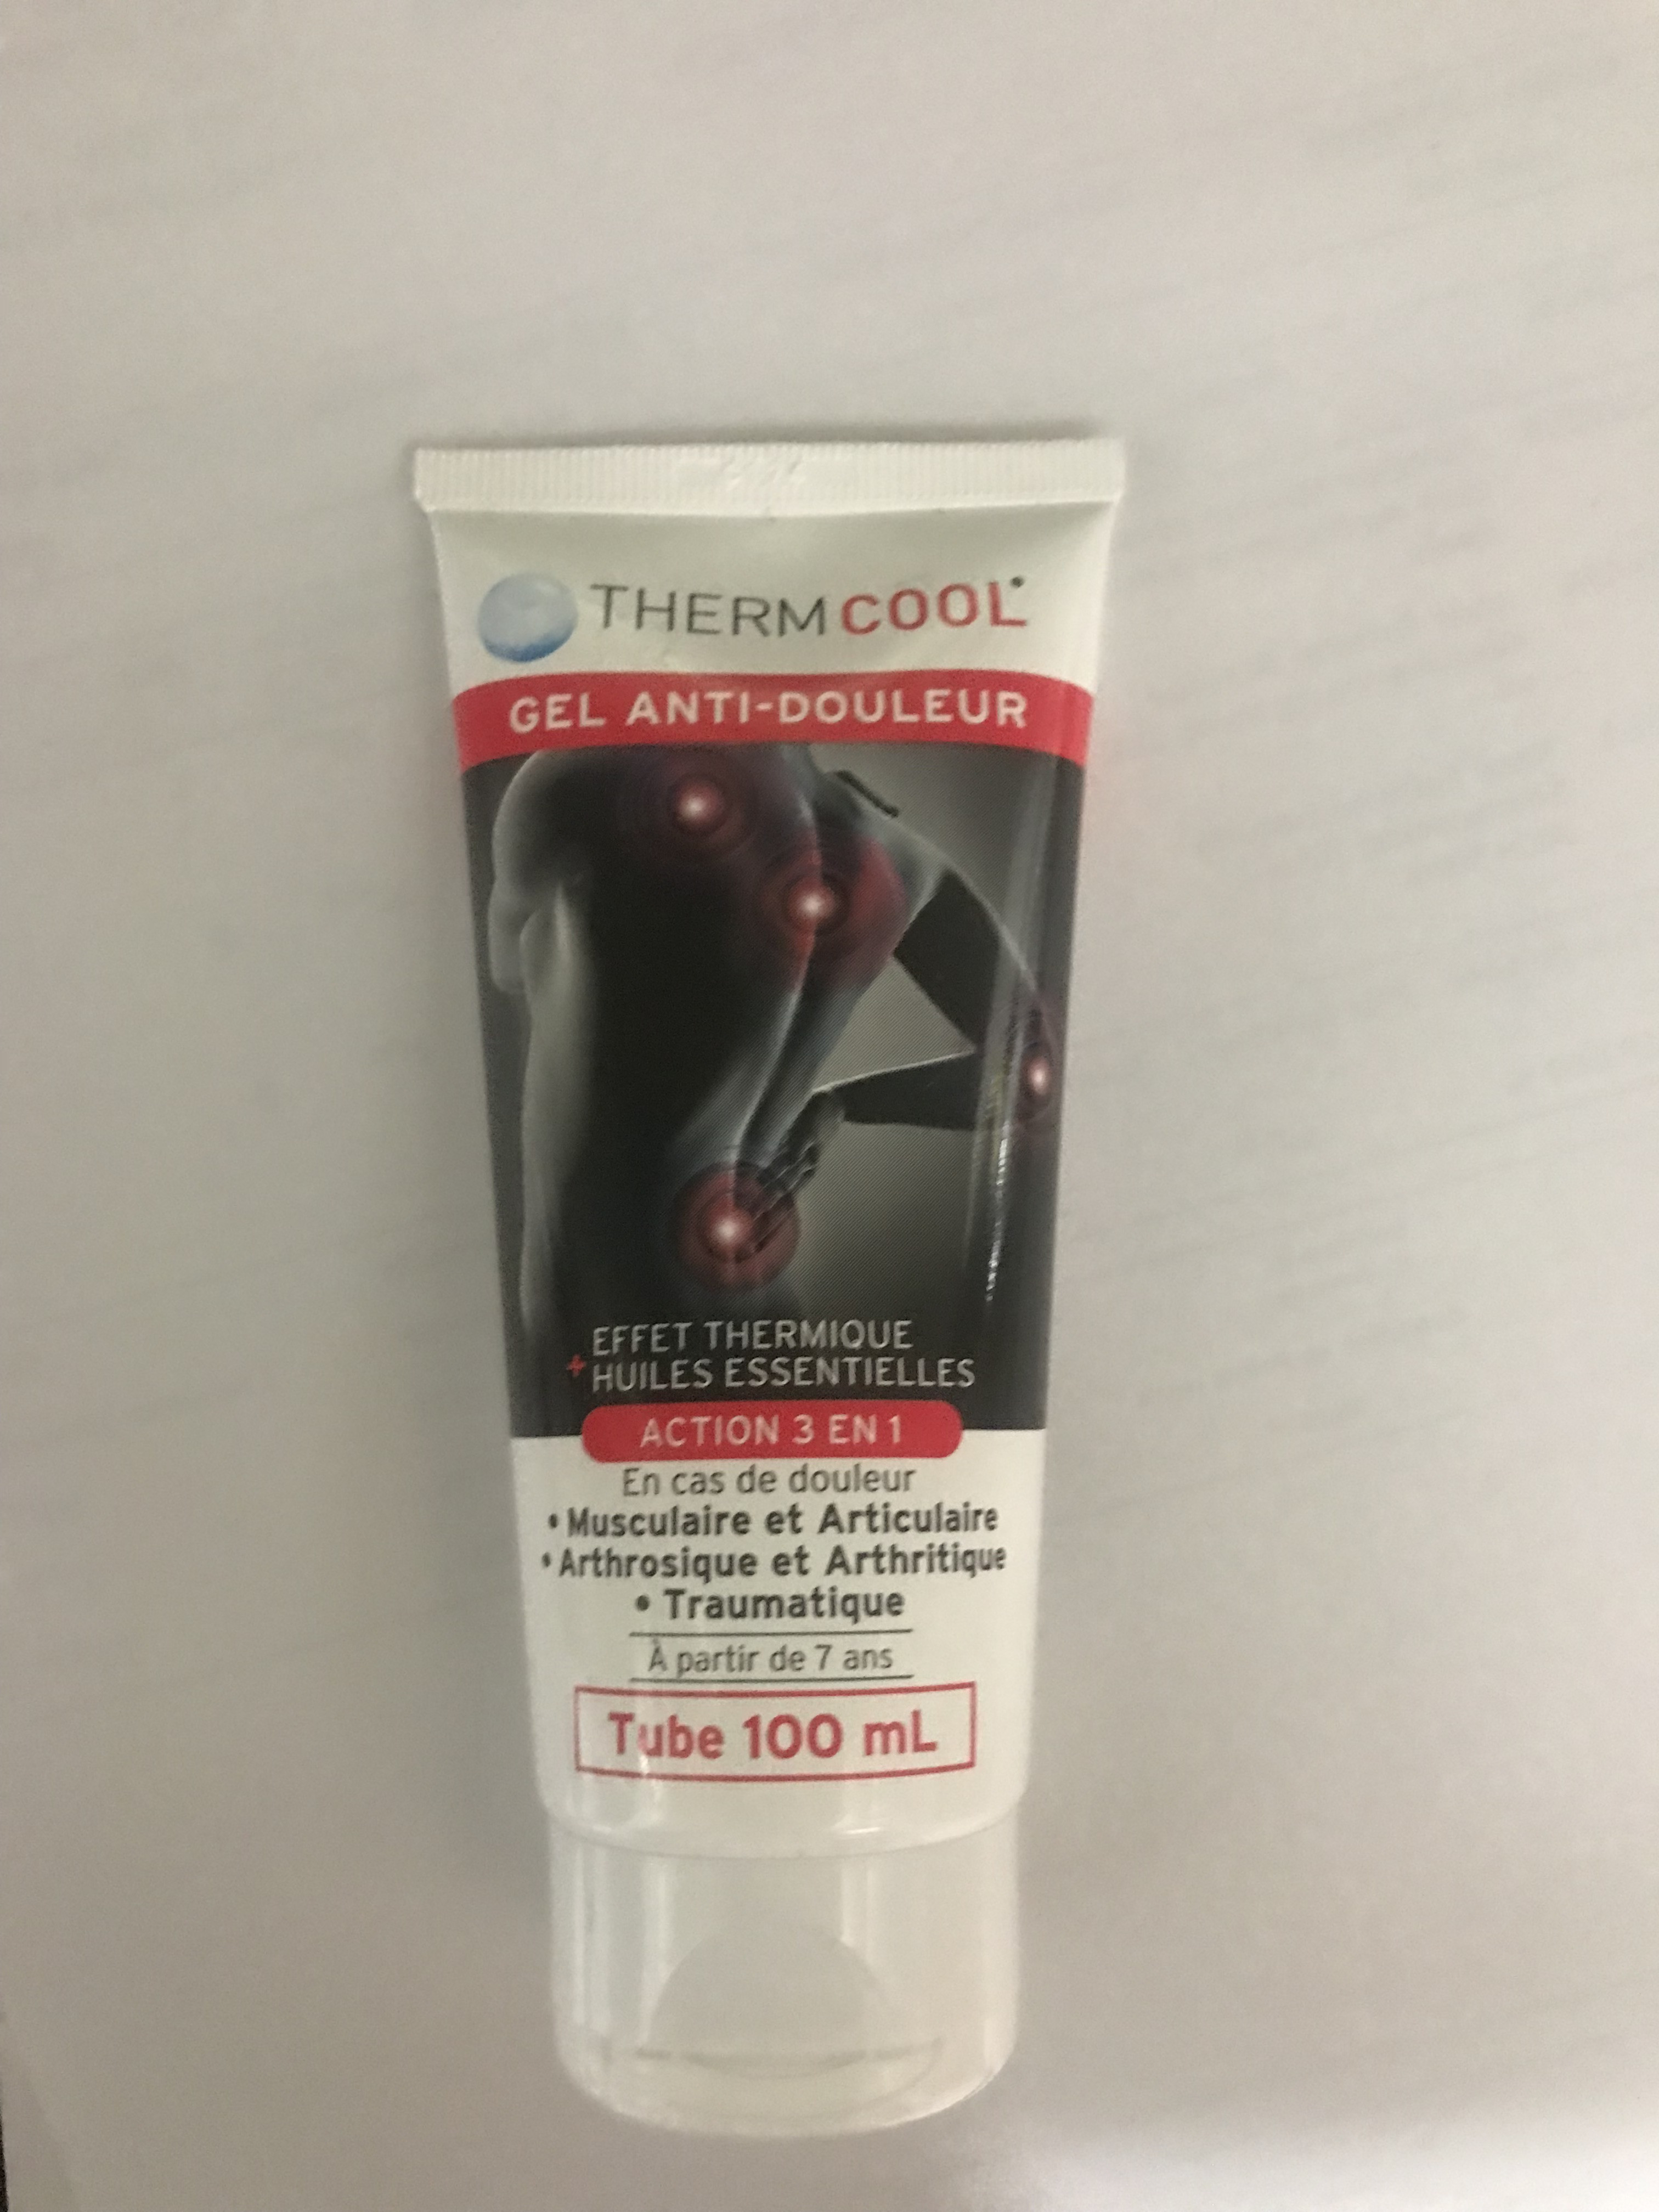 THERMCOOL®
GEL ANTI-DOULEUR
EFFET THERMIQUE
+ HUILES ESSENTIELLES
ACTION 3 EN 1
En cas de douleur
• Musculaire et Articulaire
• Arthrosique et Arthritique
• Traumatique
À partir de 7 ans
Tube 100 mL